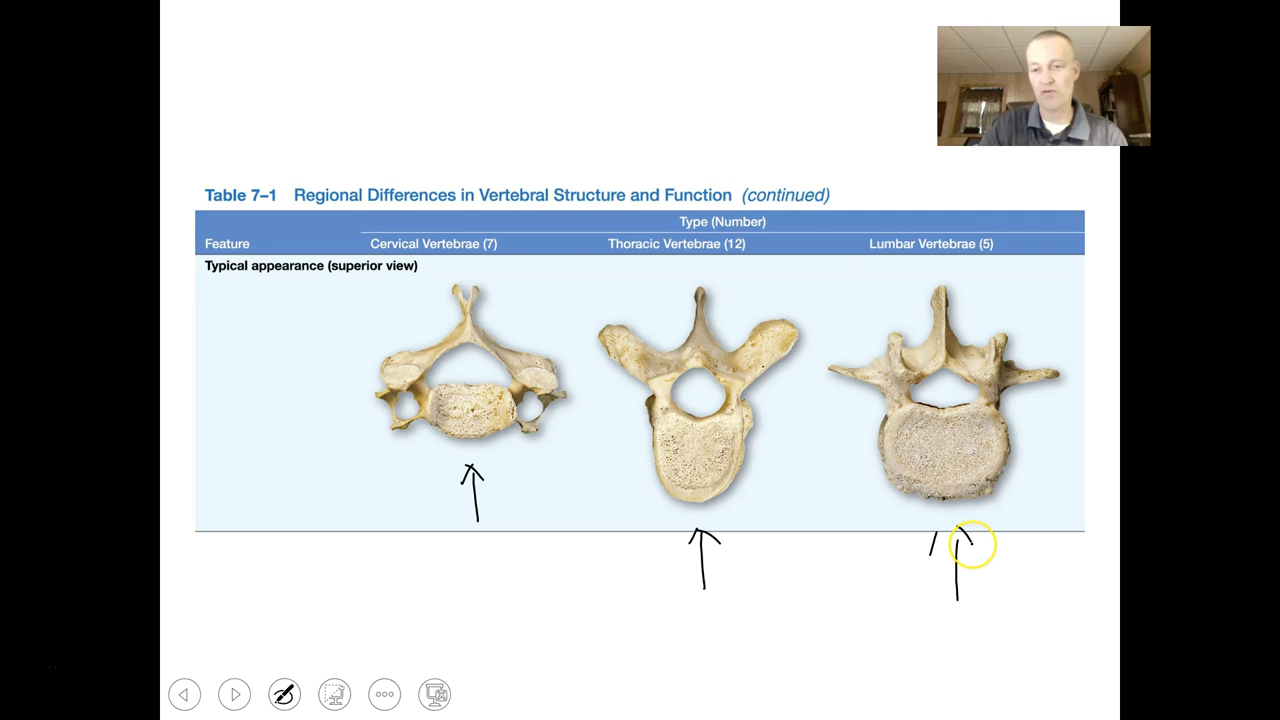 Table 7–1 Regional Differences in Vertebral Structure and Function (continued)
Type (Number)
Feature Cervical Vertebrae (7) Thoracic Vertebrae (12) Lumbar Vertebrae (5)
Typical appearance (superior view)